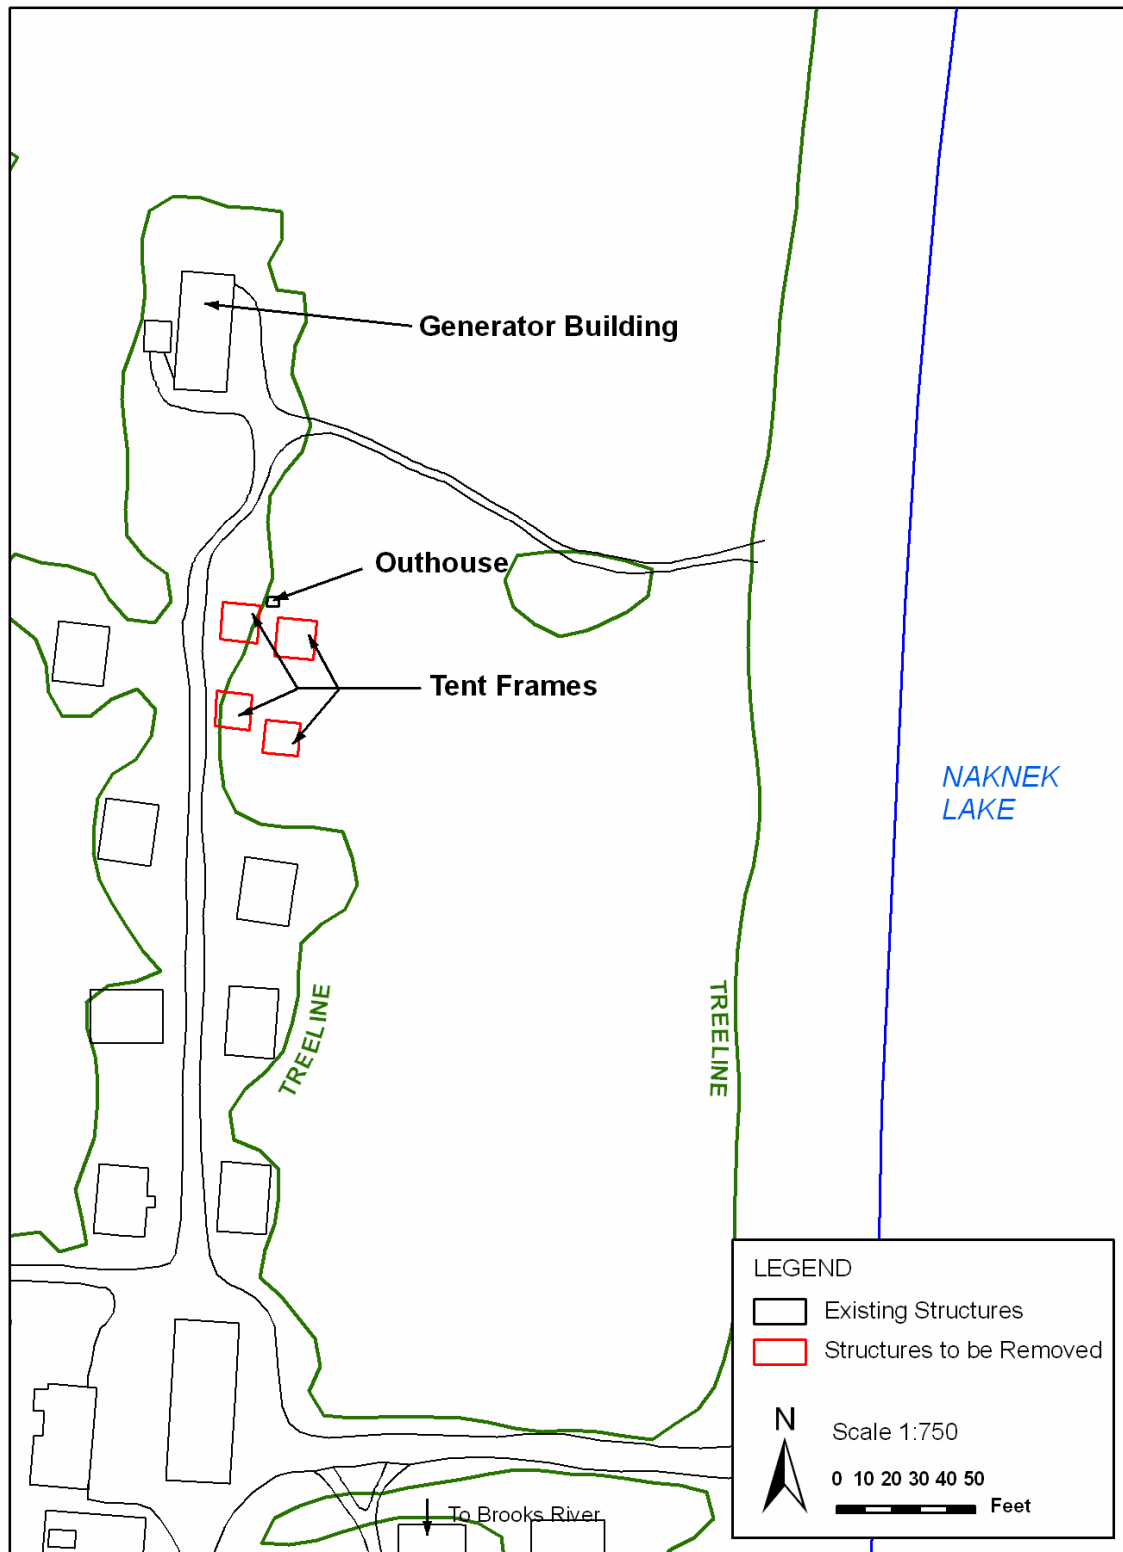 Generator Building
Outhouse
Tent Frames
NAKNEK
LAKE
TREELINE
TREELINE
LEGEND
Existing Structures
Structures to be Removed
N
Scale 1:750
0 10 20 30 40 50
Feet
To Brooks River